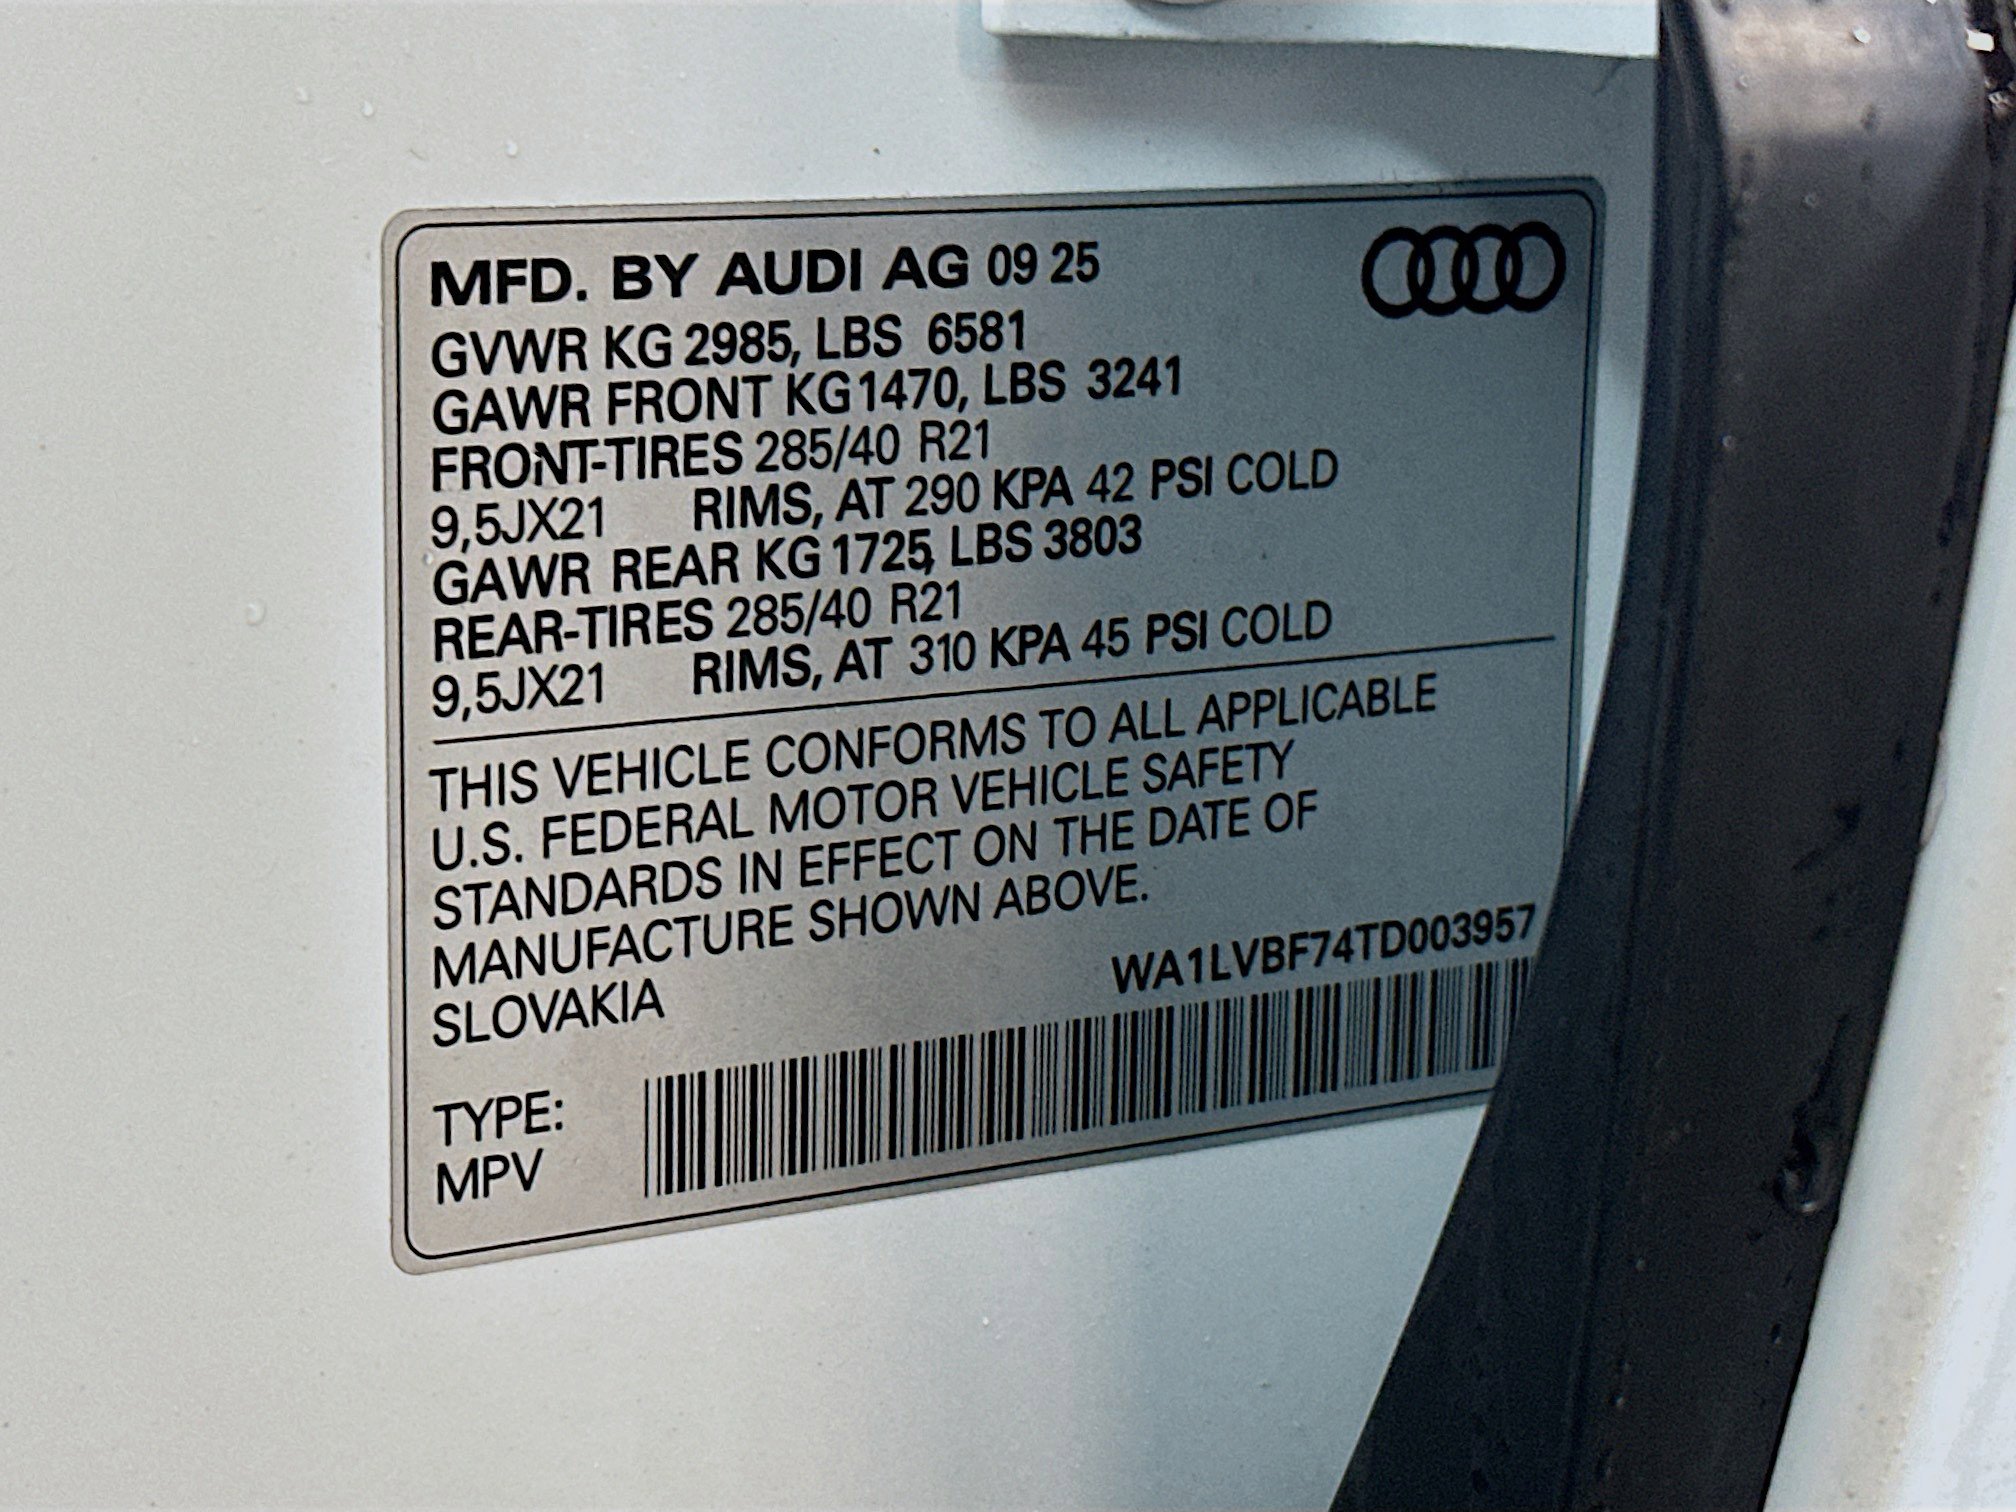 MFD. BY AUDI AG 09 25
GVWR KG 2985, LBS 6581
GAWR FRONT KG 1470, LBS 3241
FRONT-TIRES 285/40 R21
9,5JX21 RIMS, AT 290 KPA 42 PSI COLD
GAWR REAR KG 1725, LBS 3803
REAR-TIRES 285/40 R21
9,5JX21 RIMS, AT 310 KPA 45 PSI COLD
THIS VEHICLE CONFORMS TO ALL APPLICABLE
U.S. FEDERAL MOTOR VEHICLE SAFETY
STANDARDS IN EFFECT ON THE DATE OF
MANUFACTURE SHOWN ABOVE.
SLOVAKIA
WA1LVBF74TD003957
TYPE:
MPV